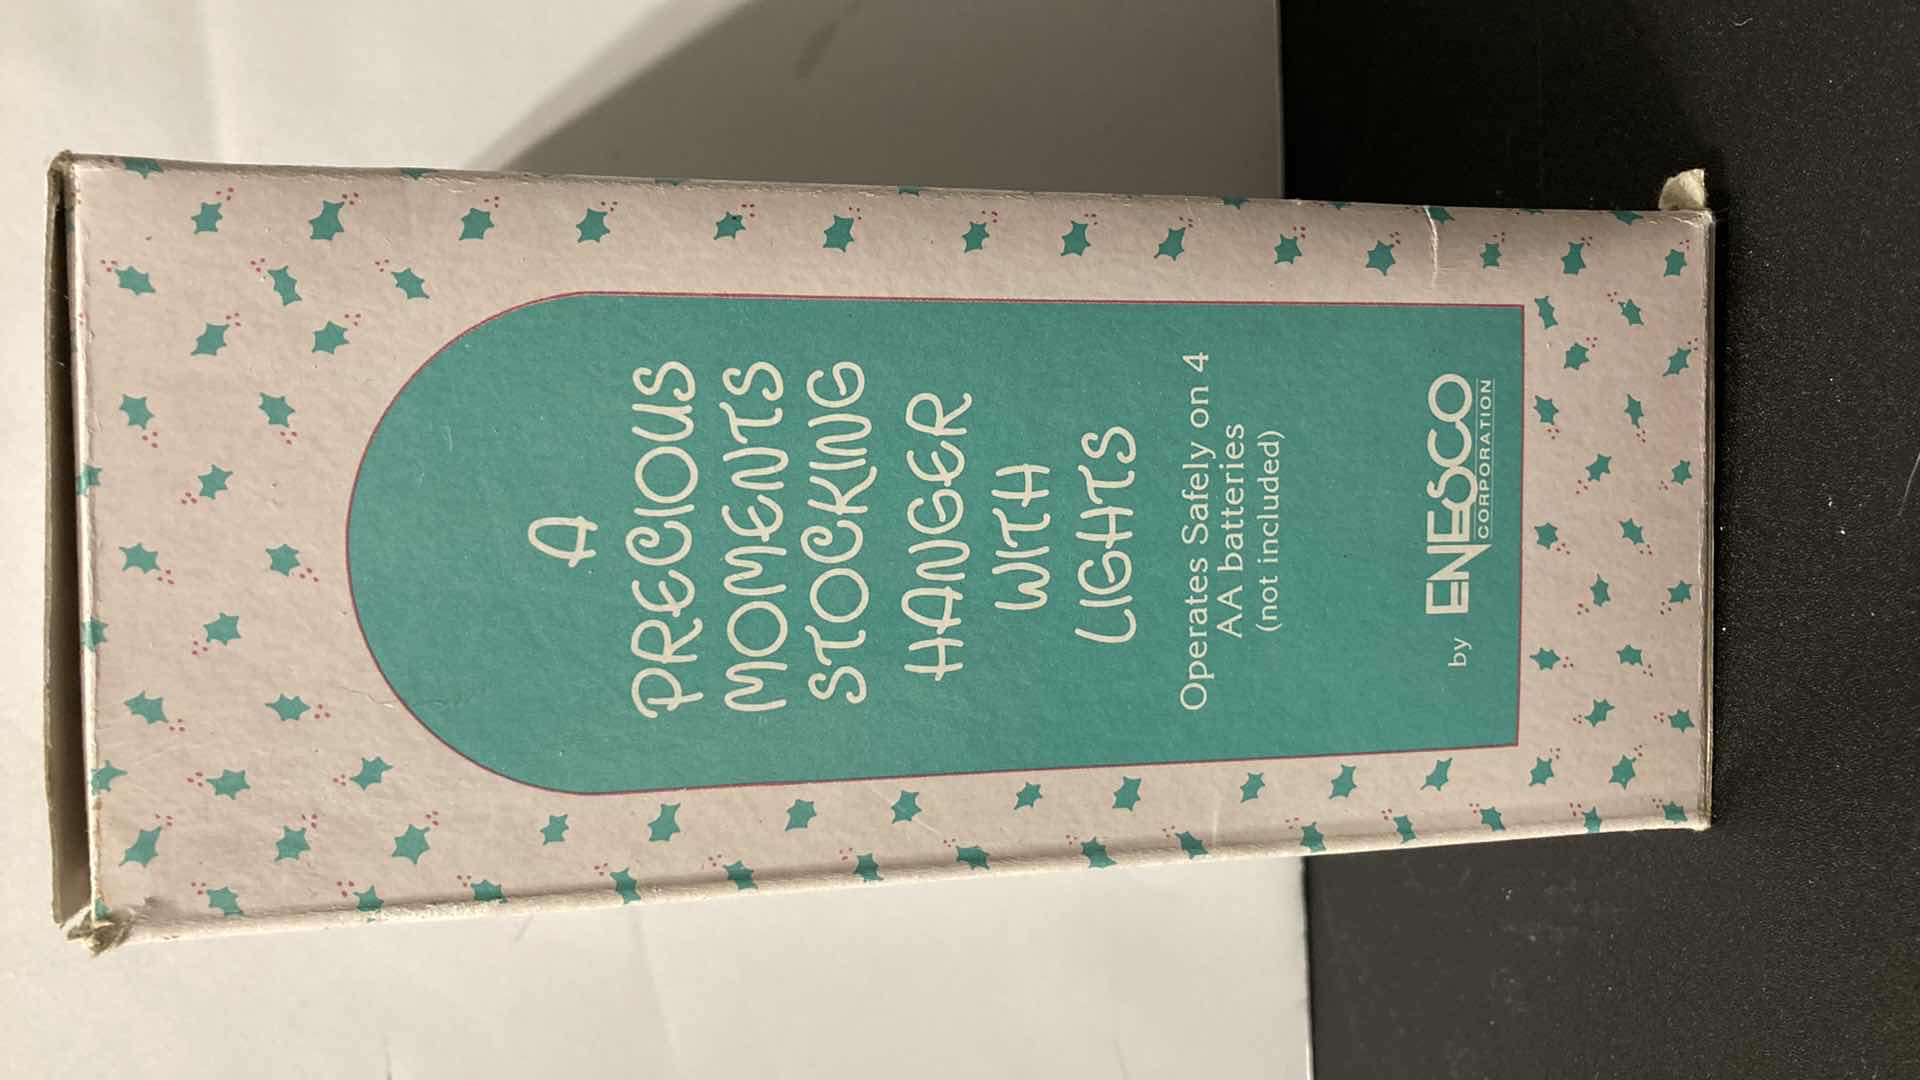 A
PRECIOUS
MOMENTS
STOCKING
HANGER
WITH
LIGHTS
Operates Safely on 4
AA batteries
(not included)
by ENESCO
CORPORATION